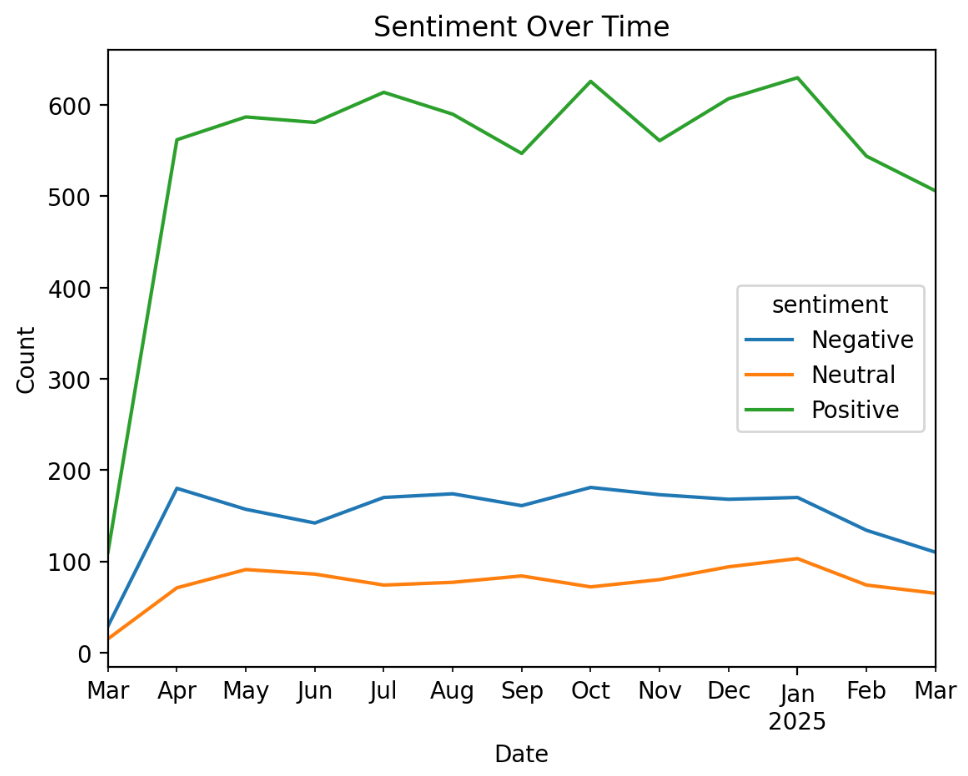 Sentiment Over Time
Count
600
500
400
300
200
100
0
sentiment
Negative
Neutral
Positive
Mar Apr May Jun Jul Aug Sep Oct Nov Dec Jan Feb Mar
2025
Date